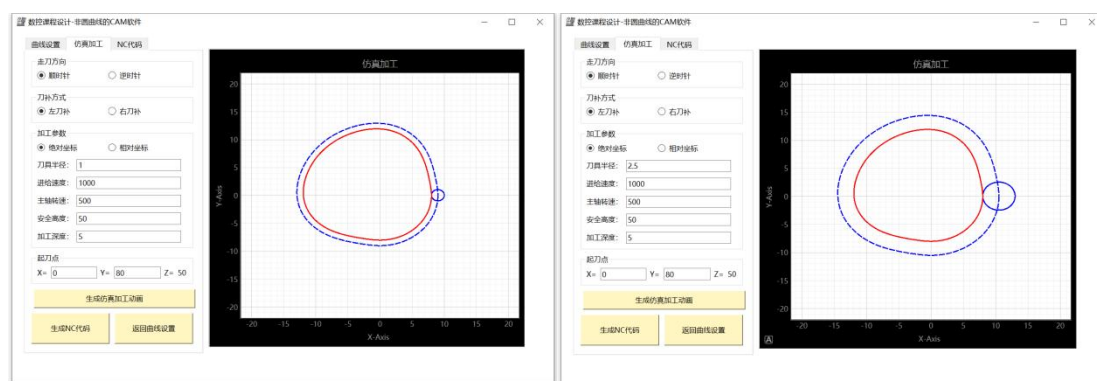 数控课程设计-非圆曲线的CAM软件
曲线设置 仿真加工 NC代码
走刀方向
顺时针 逆时针
刀补方式
左刀补 右刀补
加工参数
绝对坐标 相对坐标
刀具半径: 1
进给速度: 1000
主轴转速: 500
安全高度: 50
加工深度: 5
起刀点
X= 0 Y= 80 Z= 50
生成仿真加工动画
生成NC代码 返回曲线设置
仿真加工
20
15
10
5
0
-5
-10
-15
-20
Y-Axis
-20 -15 -10 -5 0 5 10 15 20
X-Axis
数控课程设计-非圆曲线的CAM软件
曲线设置 仿真加工 NC代码
走刀方向
顺时针 逆时针
刀补方式
左刀补 右刀补
加工参数
绝对坐标 相对坐标
刀具半径: 2.5
进给速度: 1000
主轴转速: 500
安全高度: 50
加工深度: 5
起刀点
X= 0 Y= 80 Z= 50
生成仿真加工动画
生成NC代码 返回曲线设置
仿真加工
20
15
10
5
0
-5
-10
-15
-20
Y-Axis
-20 -15 -10 -5 0 5 10 15 20
X-Axis
A